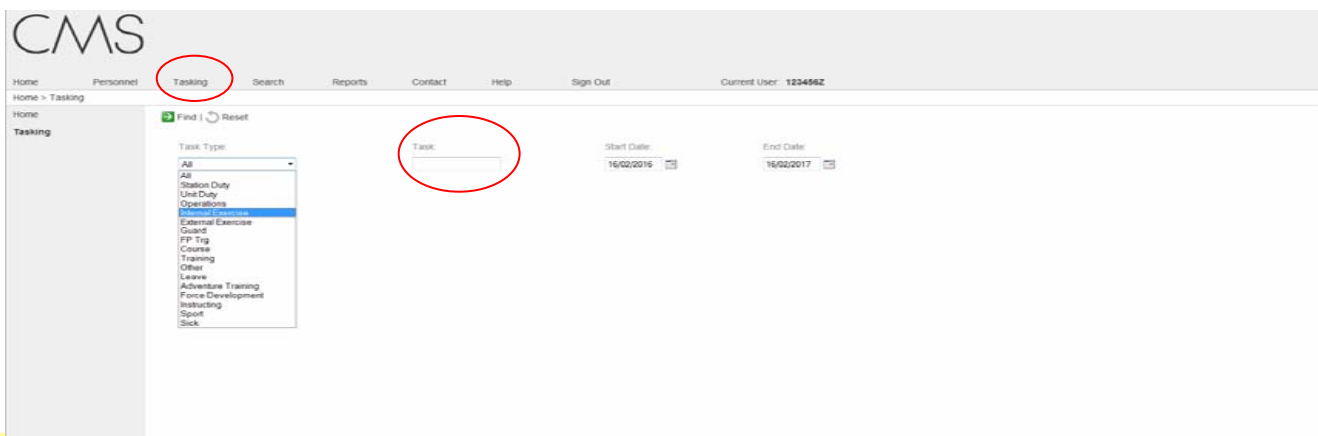 CMS
Home Personnel Tasking Search Reports Contact Help Sign Out Current User: 123456Z
Home > Tasking
Home
Tasking
Find | Reset
Task Type: Task: Start Date: End Date:
All 16/02/2016 16/02/2017
All
Station Duty
Unit Duty
Operations
Internal Exercise
External Exercise
Guard
FP Trg
Course
Training
Other
Leave
Adventure Training
Force Development
Instructing
Sport
Sick